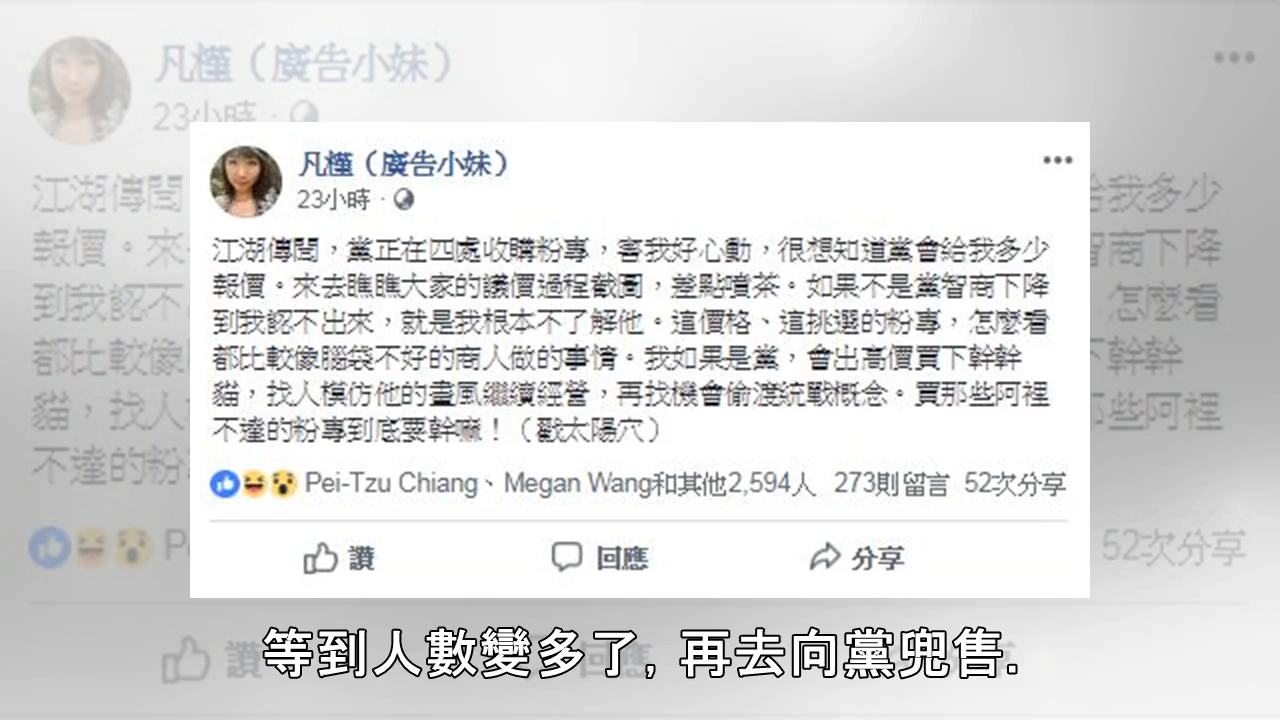 凡槿（廣告小妹）
23小時
凡槿（廣告小妹）
23小時 ·
江湖傳聞，黨正在四處收購粉專，害我好心動，很想知道黨會給我多少
報價。來去瞧瞧大家的議價過程截圖，差點噴茶。如果不是黨智商下降
到我認不出來，就是我根本不了解他。這價格、這挑選的粉專，怎麼看
都比較像腦袋不好的商人做的事情。我如果是黨，會出高價買下幹幹
貓，找人模仿他的畫風繼續經營，再找機會偷渡統戰概念。買那些阿裡
不達的粉專到底要幹嘛！（戳太陽穴）
Pei-Tzu Chiang、Megan Wang和其他2,594人 273則留言 52次分享
讚 回應 分享
等到人數變多了, 再去向黨兜售.